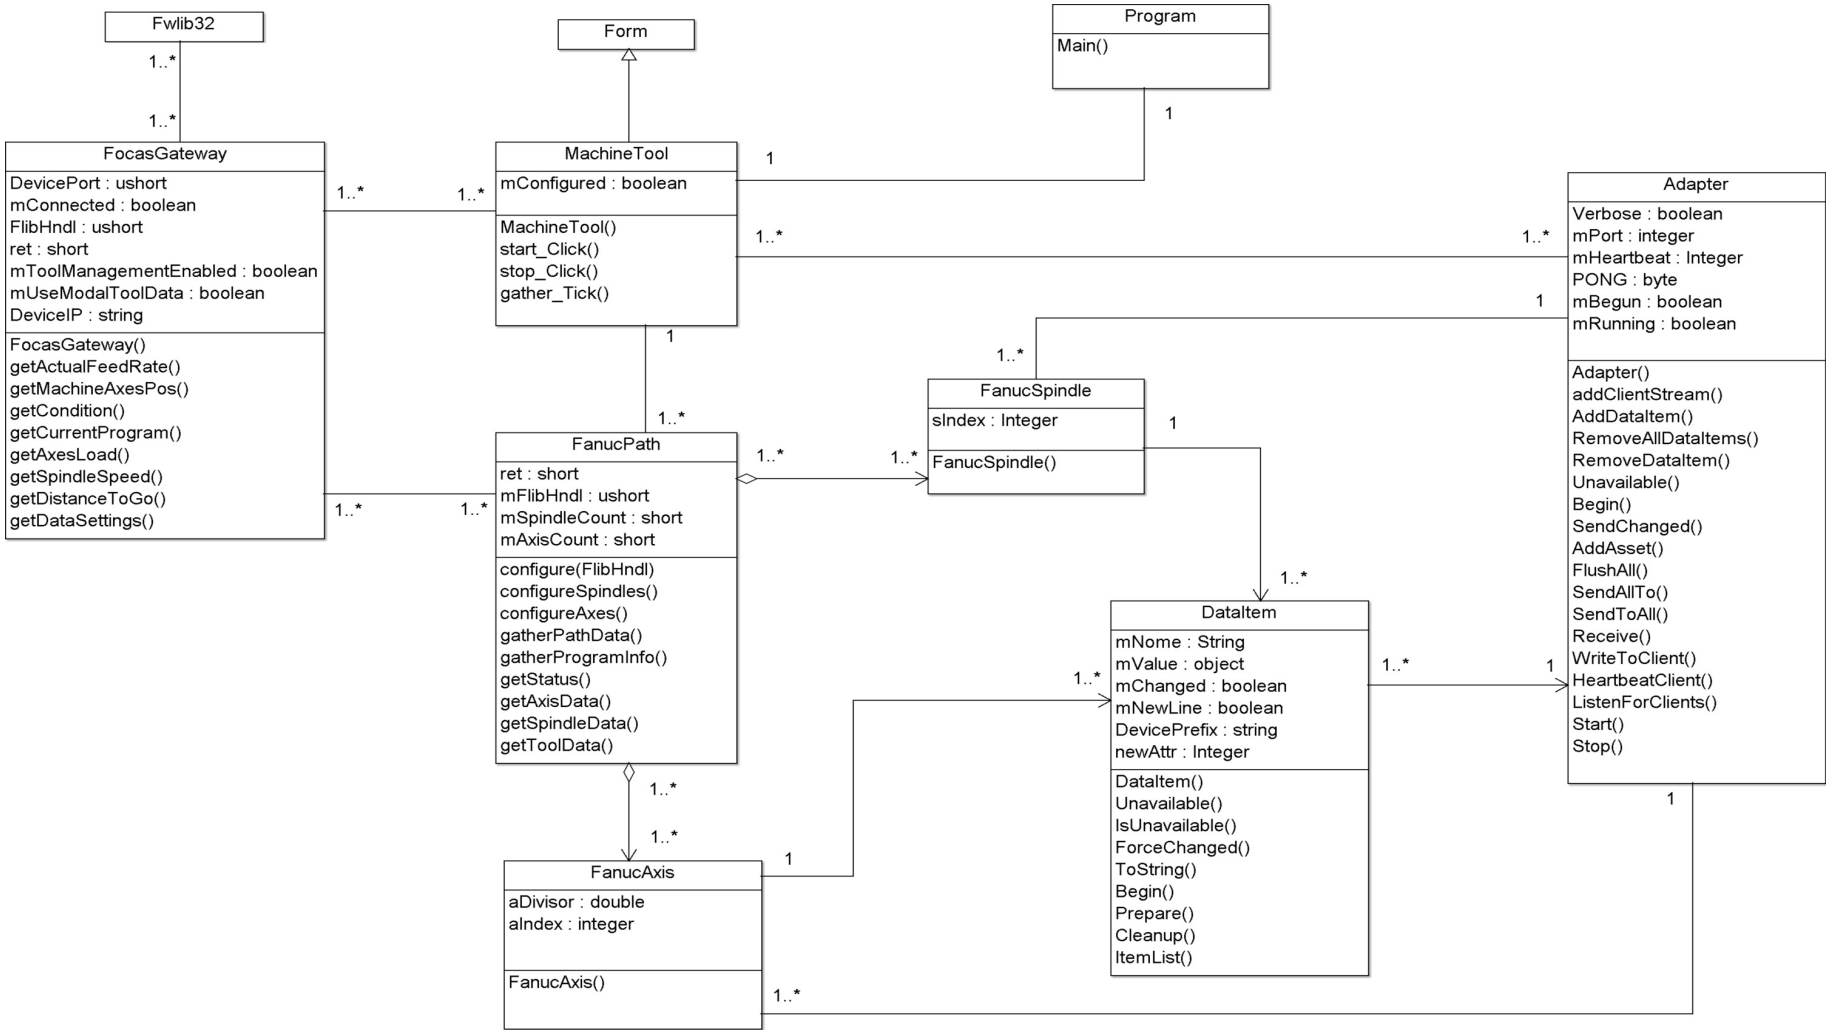 Fwlib32
1..*
1..*
Form
Program
Main()
1
FocasGateway
DevicePort : ushort
mConnected : boolean
FlibHndl : ushort
ret : short
mToolManagementEnabled : boolean
mUseModalToolData : boolean
DeviceIP : string
FocasGateway()
getActualFeedRate()
getMachineAxesPos()
getCondition()
getCurrentProgram()
getAxesLoad()
getSpindleSpeed()
getDistanceToGo()
getDataSettings()
1..*
1..*
1..*
1..*
MachineTool
mConfigured : boolean
MachineTool()
start_Click()
stop_Click()
gather_Tick()
1
1..*
1..*
1
1..*
FanucPath
ret : short
mFlibHndl : ushort
mSpindleCount : short
mAxisCount : short
configure(FlibHndl)
configureSpindles()
configureAxes()
gatherPathData()
gatherProgramInfo()
getStatus()
getAxisData()
getSpindleData()
getToolData()
1..*
1..*
1..*
1..*
FanucSpindle
sIndex : Integer
FanucSpindle()
1..*
1
1
1..*
FanucAxis
aDivisor : double
aIndex : integer
FanucAxis()
1
1..*
1..*
1
DataItem
mNome : String
mValue : object
mChanged : boolean
mNewLine : boolean
DevicePrefix : string
newAttr : Integer
DataItem()
Unavailable()
IsUnavailable()
ForceChanged()
ToString()
Begin()
Prepare()
Cleanup()
ItemList()
1..*
1
Adapter
Verbose : boolean
mPort : integer
mHeartbeat : Integer
PONG : byte
mBegun : boolean
mRunning : boolean
Adapter()
addClientStream()
AddDataItem()
RemoveAllDataItems()
RemoveDataItem()
Unavailable()
Begin()
SendChanged()
AddAsset()
FlushAll()
SendAllTo()
SendToAll()
Receive()
WriteToClient()
HeartbeatClient()
ListenForClients()
Start()
Stop()